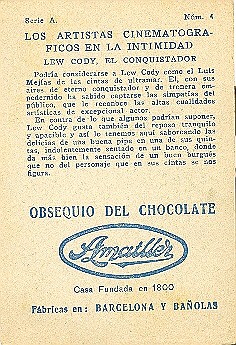 Serie A. Núm. 4
LOS ARTISTAS CINEMATOGRA-
FICOS EN LA INTIMIDAD
LEW CODY, EL CONQUISTADOR
Podría considerarse a Lew Cody como el Luis
Mejías de las cintas de ultramar. El, con sus
aires de eterno conquistador y de tronera em-
pedernido ha sabido captarse las simpatías del
público, que le reconoce las altas cualidades
artísticas de excepcional actor.
En contra de lo que algunos podrían suponer,
Lew Cody gusta también del reposo tranquilo
y apacible y así lo tenemos aquí saboreando las
delicias de una buena pipa en una de sus quin-
tas, indolentemente sentado en un banco, donde
da más bien la sensación de un buen burgués
que no del personaje que en sus cintas se nos
figura.
OBSEQUIO DEL CHOCOLATE
Amatller
Casa Fundada en 1800
Fábricas en: BARCELONA Y BAÑOLAS